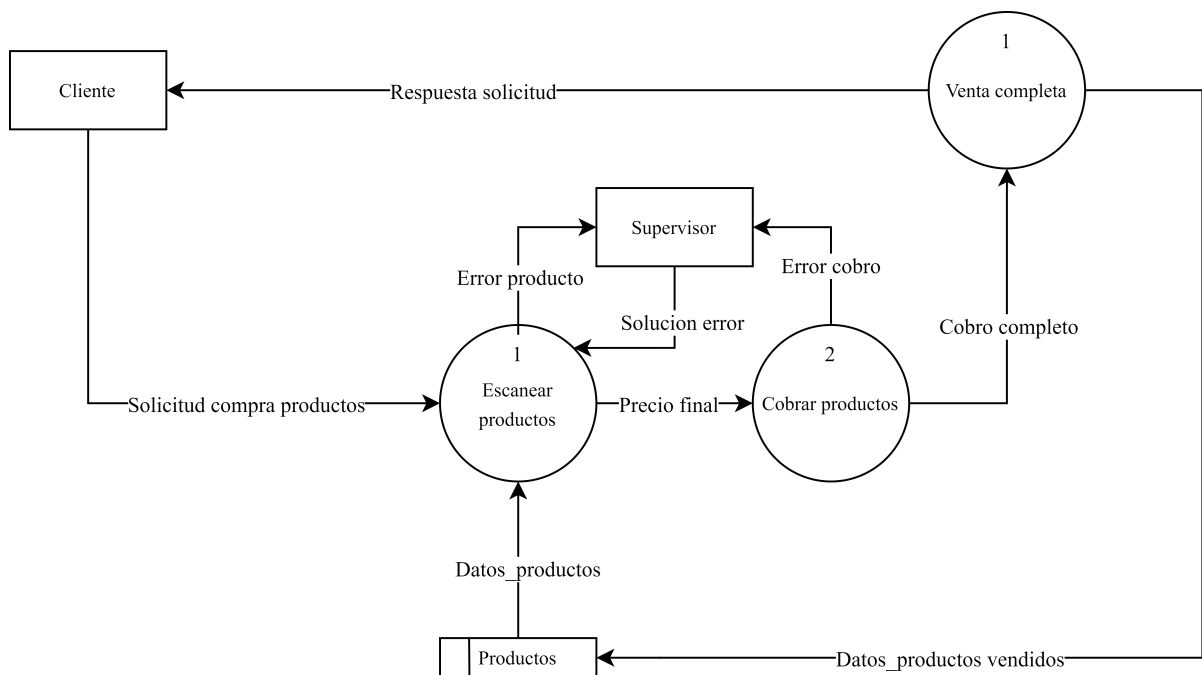 1
Cliente
Respuesta solicitud
Venta completa
Supervisor
Error producto
Error cobro
Solucion error
Cobro completo
1
2
Escanear
productos
Solicitud compra productos
Precio final
Cobrar productos
Datos_productos
Productos
Datos_productos vendidos